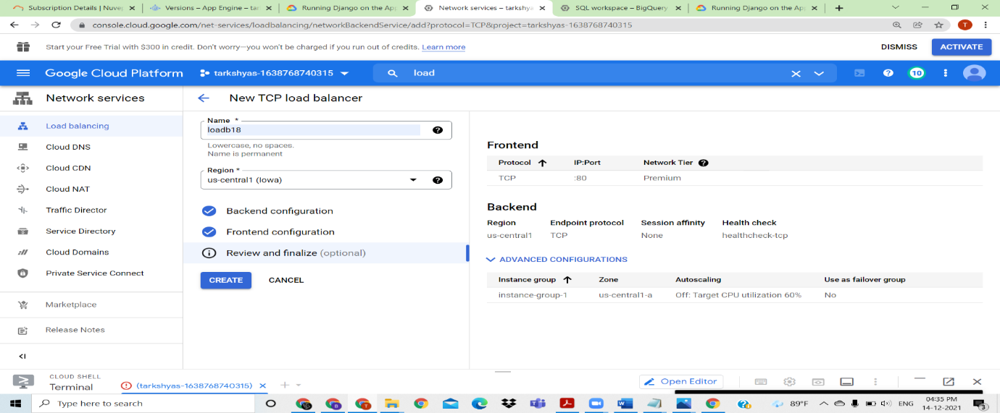 Subscription Details | Nuvep
Versions – App Engine – tar
Running Django on the App
Network services – tarkshya
SQL workspace – BigQuery
Running Django on the App
console.cloud.google.com/net-services/loadbalancing/networkBackendService/add?protocol=TCP&project=tarkshyas-1638768740315
T
Start your Free Trial with $300 in credit. Don't worry—you won't be charged if you run out of credits. Learn more
DISMISS
ACTIVATE
Google Cloud Platform
tarkshyas-1638768740315
load
10
Network services
New TCP load balancer
Load balancing
Cloud DNS
Cloud CDN
Cloud NAT
Traffic Director
Service Directory
Cloud Domains
Private Service Connect
Marketplace
Release Notes
Name *
loadb18
Lowercase, no spaces.
Name is permanent
Region *
us-central1 (Iowa)
Backend configuration
Frontend configuration
Review and finalize (optional)
CREATE CANCEL
Frontend
Protocol IP:Port Network Tier
TCP :80 Premium
Backend
Region Endpoint protocol Session affinity Health check
us-central1 TCP None healthcheck-tcp
ADVANCED CONFIGURATIONS
Instance group Zone Autoscaling Use as failover group
instance-group-1 us-central1-a Off: Target CPU utilization 60% No
CLOUD SHELL
Terminal
(tarkshyas-1638768740315)
Open Editor
Type here to search
89°F
ENG
04:35 PM
14-12-2021
3